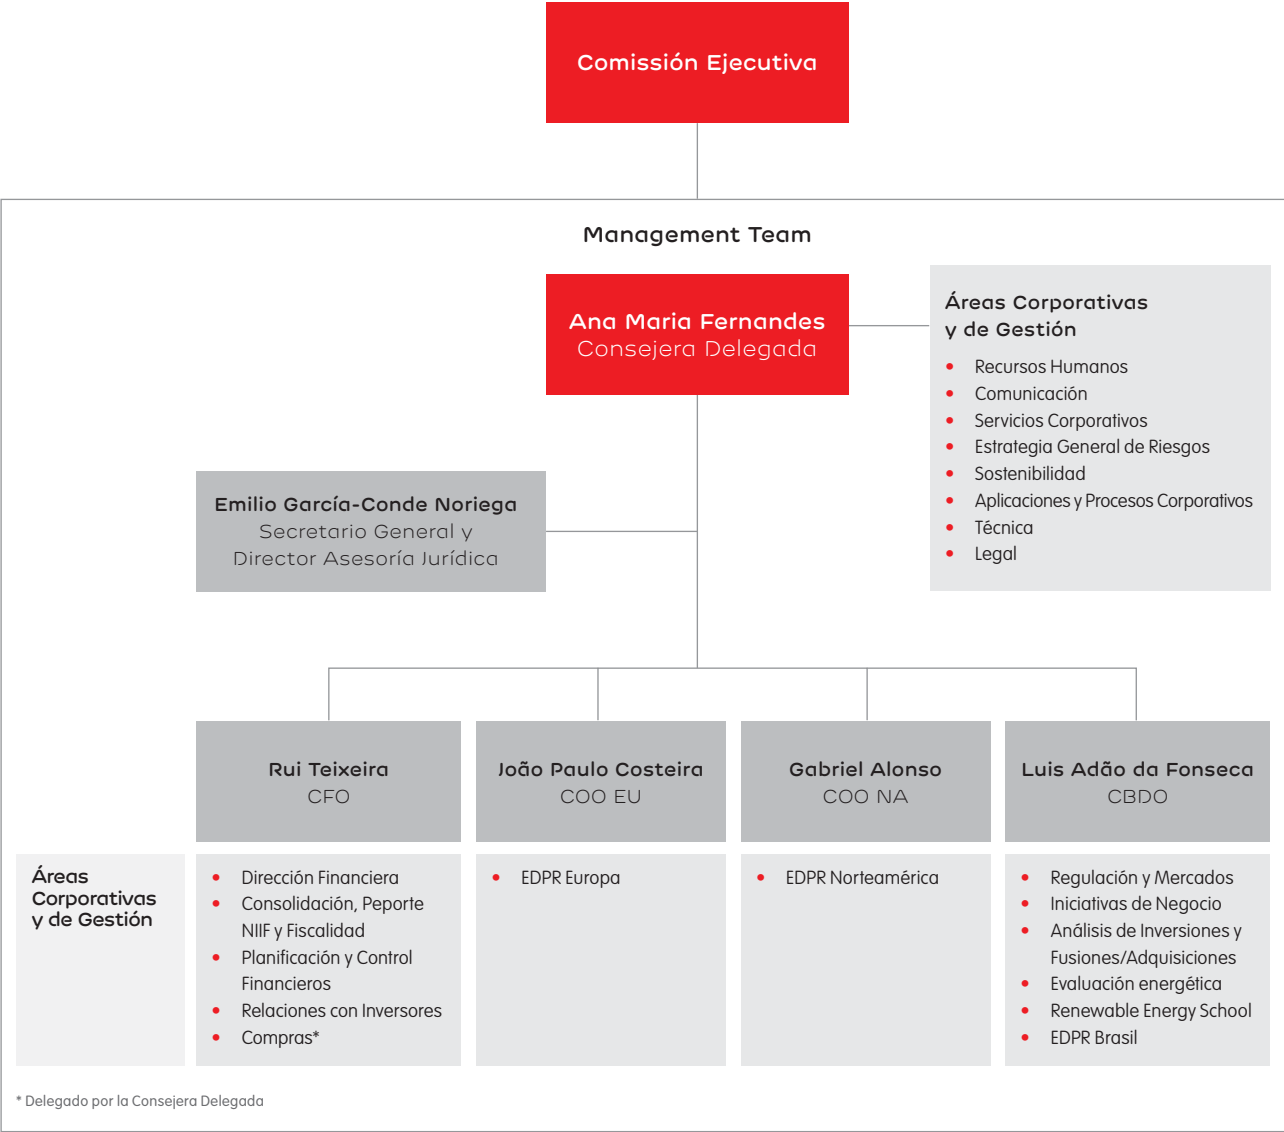 Comissión Ejecutiva
Management Team
Ana Maria Fernandes
Consejera Delegada
Áreas Corporativas
y de Gestión
• Recursos Humanos
• Comunicación
• Servicios Corporativos
• Estrategia General de Riesgos
• Sostenibilidad
• Aplicaciones y Procesos Corporativos
• Técnica
• Legal
Emilio García-Conde Noriega
Secretario General y
Director Asesoría Jurídica
Rui Teixeira
CFO
João Paulo Costeira
COO EU
Gabriel Alonso
COO NA
Luis Adão da Fonseca
CBDO
Áreas
Corporativas
y de Gestión
• Dirección Financiera
• Consolidación, Peporte
NIIF y Fiscalidad
• Planificación y Control
Financieros
• Relaciones con Inversores
• Compras*
• EDPR Europa
• EDPR Norteamérica
• Regulación y Mercados
• Iniciativas de Negocio
• Análisis de Inversiones y
Fusiones/Adquisiciones
• Evaluación energética
• Renewable Energy School
• EDPR Brasil
* Delegado por la Consejera Delegada